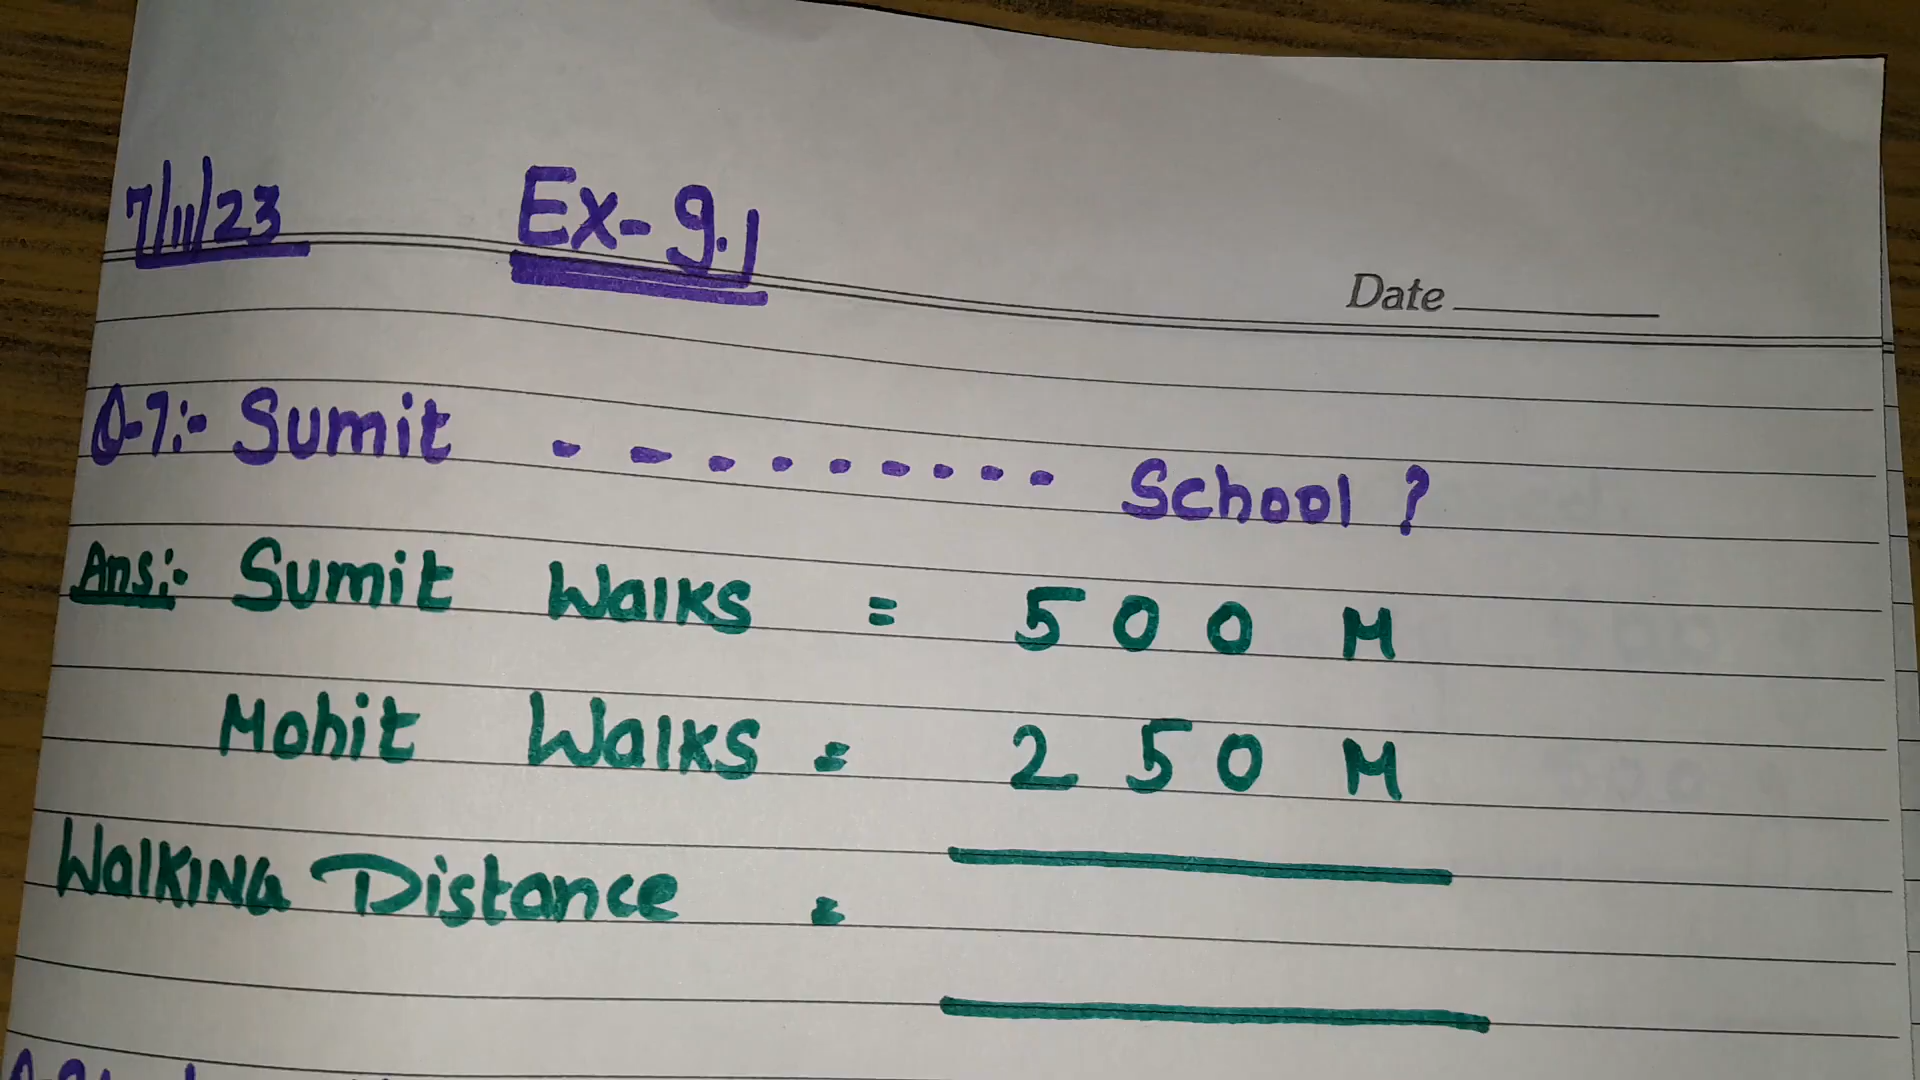 7/11/23 Ex- 9.1
Date
Q-7:- Sumit - - - - - - - - - School ?
Ans:- Sumit Walks = 500 M
Mohit Walks = 250 M
Walking Distance =